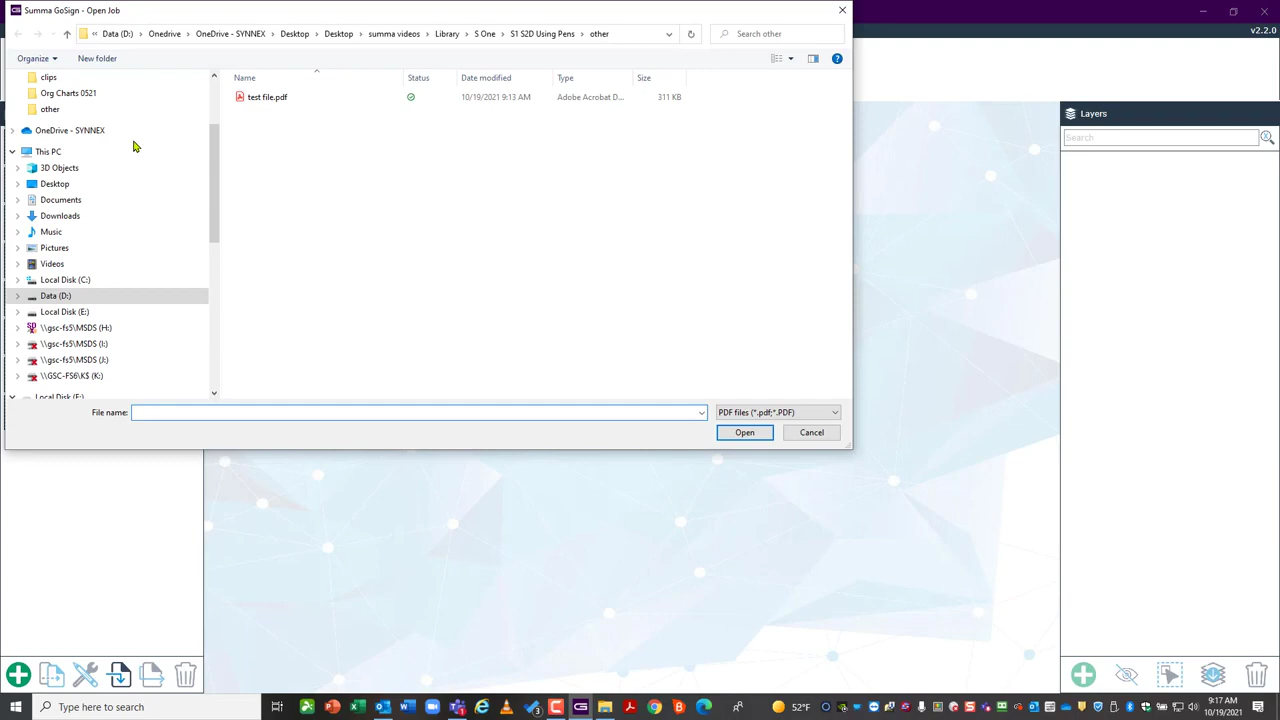 Summa GoSign - Open Job
« Data (D:) > Onedrive > OneDrive - SYNNEX > Desktop > Desktop > summa videos > Library > S One > S1 S2D Using Pens > other
Search other
v2.2.0
Organize
New folder
clips
Org Charts 0521
other
OneDrive - SYNNEX
This PC
3D Objects
Desktop
Documents
Downloads
Music
Pictures
Videos
Local Disk (C:)
Data (D:)
Local Disk (E:)
\\gsc-fs5\MSDS (H:)
\\gsc-fs5\MSDS (I:)
\\gsc-fs5\MSDS (J:)
\\GSC-FS6\K$ (K:)
Local Disk (E:)
Name Status Date modified Type Size
test file.pdf 10/19/2021 9:13 AM Adobe Acrobat D... 311 KB
File name:
PDF files (*.pdf;*.PDF)
Open
Cancel
Layers
Search
Type here to search
52°F
9:17 AM
10/19/2021